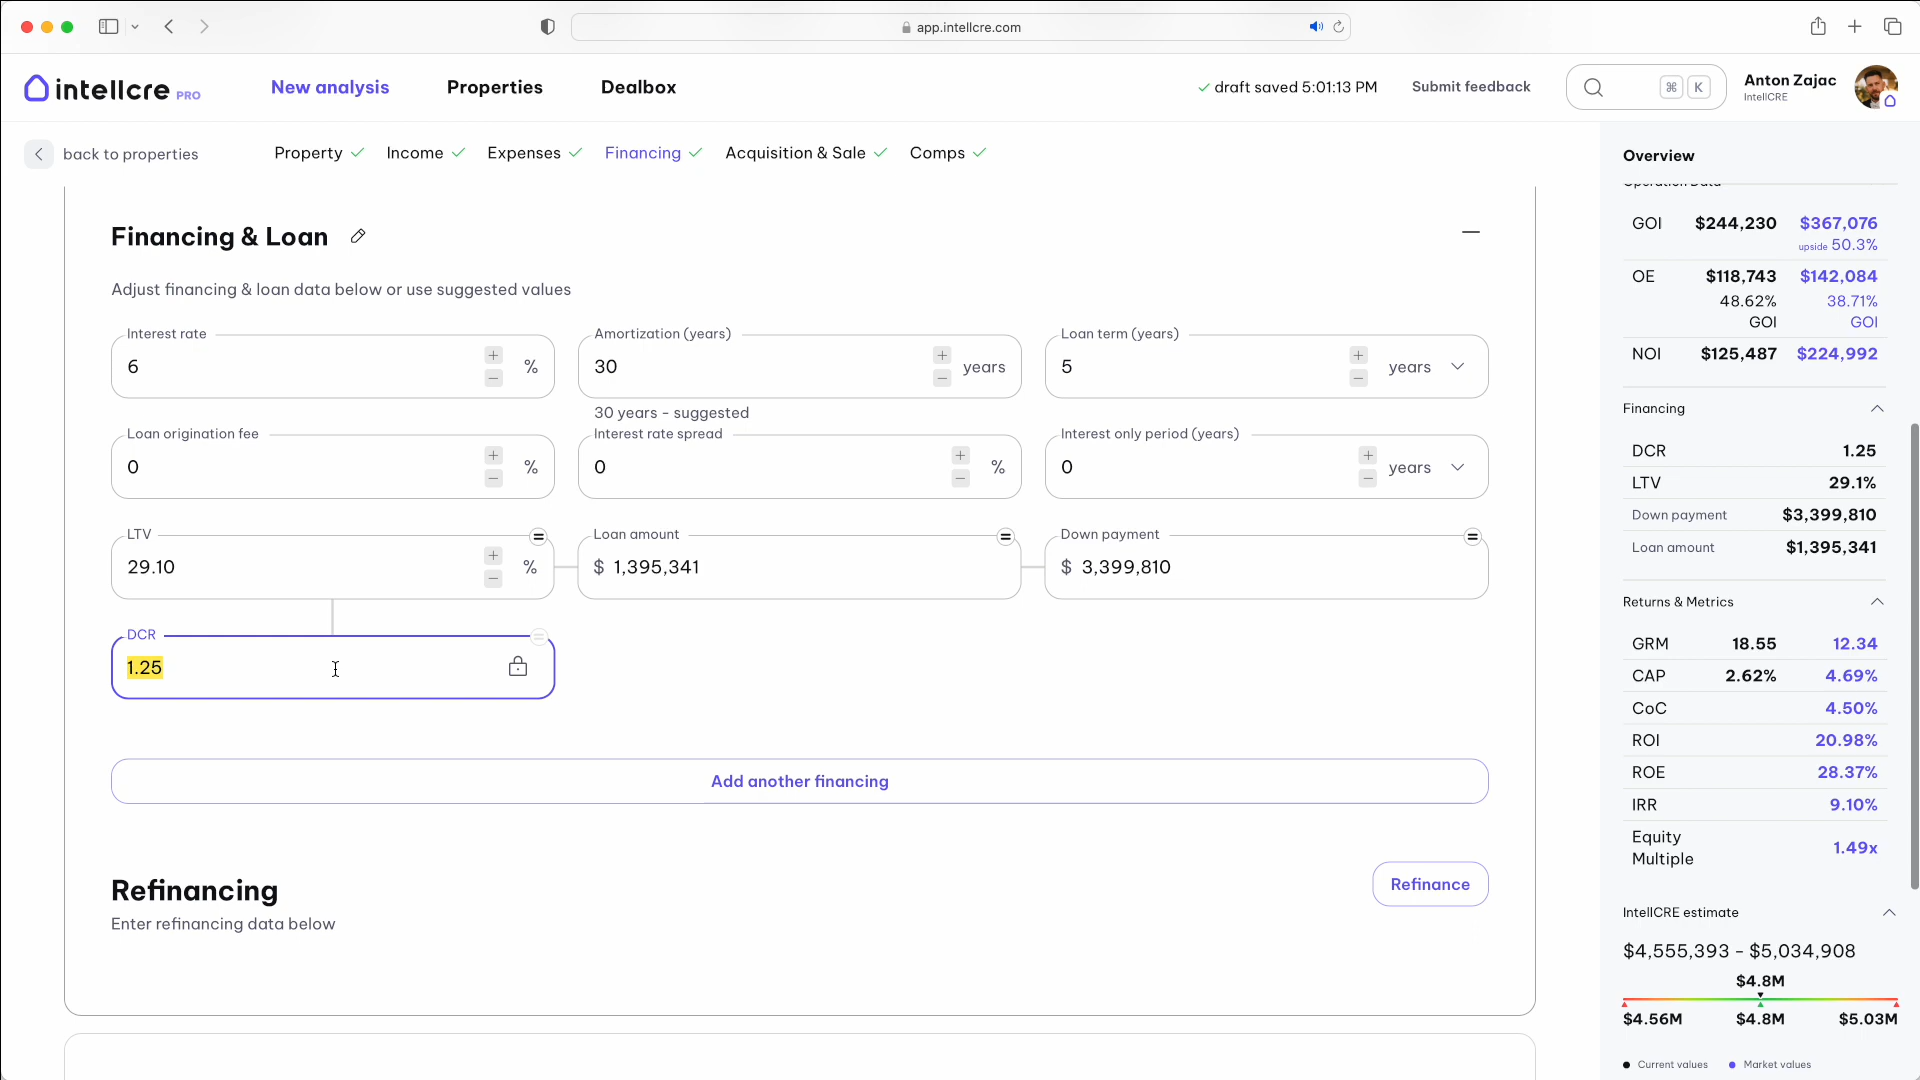 app.intellcre.com
intellcre PRO
New analysis
Properties
Dealbox
draft saved 5:01:13 PM
Submit feedback
⌘ K
Anton Zajac
IntellCRE
back to properties
Property
Income
Expenses
Financing
Acquisition & Sale
Comps
Financing & Loan
Adjust financing & loan data below or use suggested values
Interest rate
6 %
Amortization (years)
30 years
30 years - suggested
Loan term (years)
5 years
Loan origination fee
0 %
Interest rate spread
0 %
Interest only period (years)
0 years
LTV
29.10 %
Loan amount
$ 1,395,341
Down payment
$ 3,399,810
DCR
1.25
Add another financing
Refinancing
Refinance
Enter refinancing data below
Overview
Operation Data
GOI $244,230 $367,076
upside 50.3%
OE $118,743 $142,084
48.62% 38.71%
GOI GOI
NOI $125,487 $224,992
Financing
DCR 1.25
LTV 29.1%
Down payment $3,399,810
Loan amount $1,395,341
Returns & Metrics
GRM 18.55 12.34
CAP 2.62% 4.69%
CoC 4.50%
ROI 20.98%
ROE 28.37%
IRR 9.10%
Equity
Multiple 1.49x
IntellCRE estimate
$4,555,393 - $5,034,908
$4.8M
$4.56M $4.8M $5.03M
Current values Market values